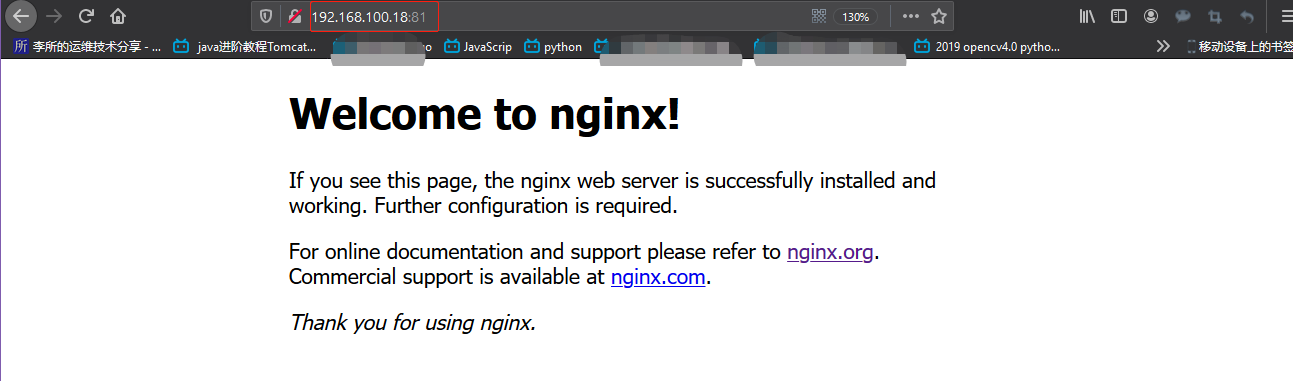 192.168.100.18:81
130%
所 李所的运维技术分享 - ...
java进阶教程Tomcat...
JavaScrip
python
2019 opencv4.0 pytho...
移动设备上的书签
Welcome to nginx!
If you see this page, the nginx web server is successfully installed and
working. Further configuration is required.
For online documentation and support please refer to nginx.org.
Commercial support is available at nginx.com.
Thank you for using nginx.